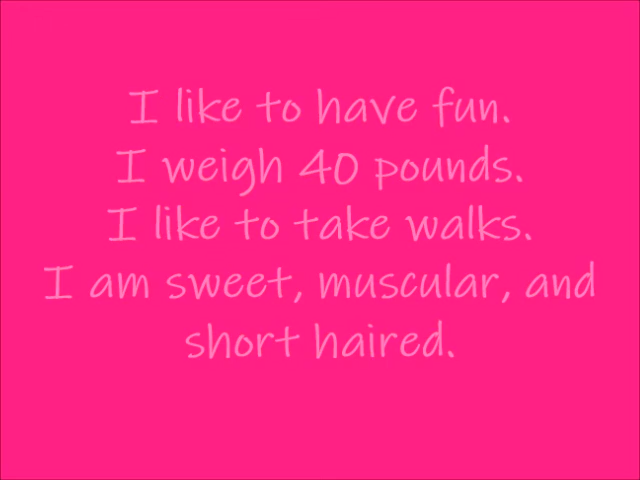 I like to have fun.
I weigh 40 pounds.
I like to take walks.
I am sweet, muscular, and
short haired.